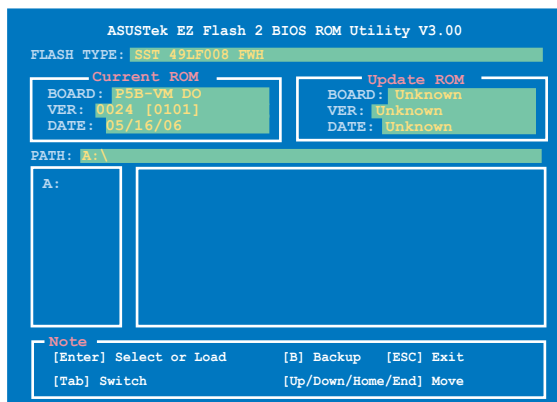 ASUSTek EZ Flash 2 BIOS ROM Utility V3.00
FLASH TYPE: SST 49LF008 FWH
Current ROM
BOARD: P5B-VM DO
VER: 0024 [0101]
DATE: 05/16/06
Update ROM
BOARD: Unknown
VER: Unknown
DATE: Unknown
PATH: A:\
A:
Note
[Enter] Select or Load [B] Backup [ESC] Exit
[Tab] Switch [Up/Down/Home/End] Move